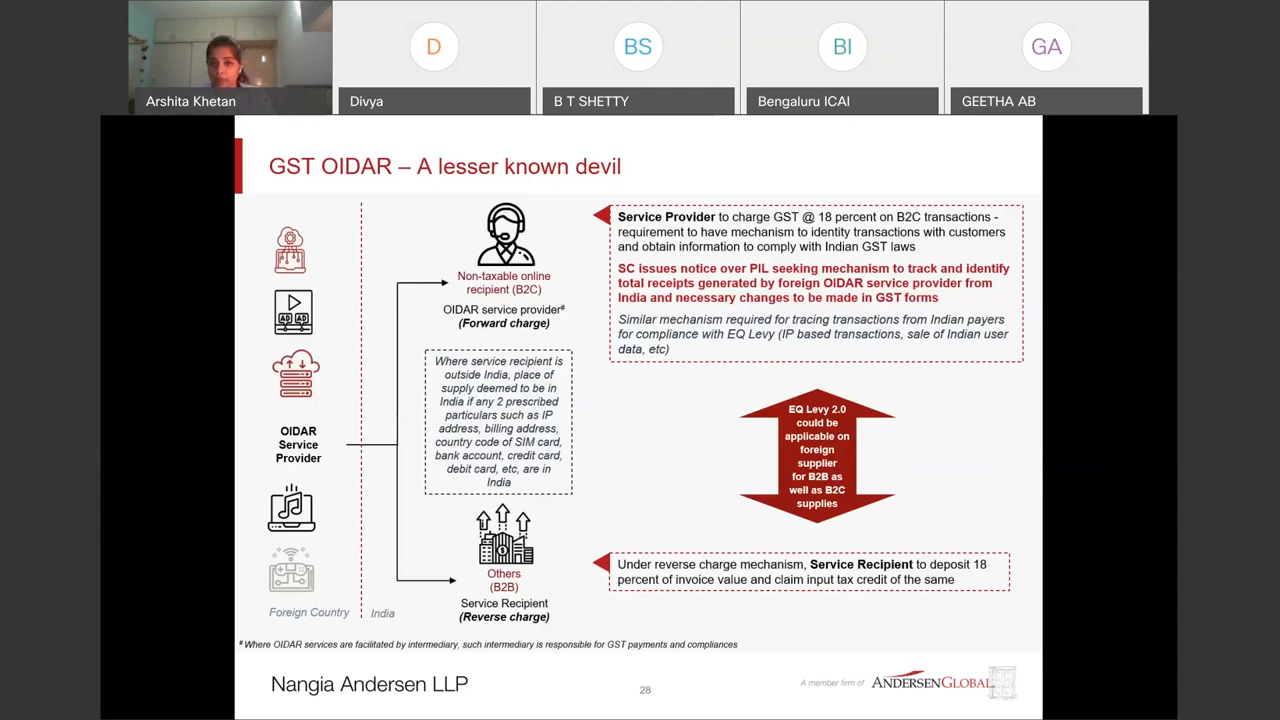 D
BS
BI
GA
Arshita Khetan
Divya
B T SHETTY
Bengaluru ICAI
GEETHA AB
GST OIDAR – A lesser known devil
AD AD
OIDAR
Service
Provider
Foreign Country
India
Non-taxable online
recipient (B2C)
OIDAR service provider#
(Forward charge)
Where service recipient is
outside India, place of
supply deemed to be in
India if any 2 prescribed
particulars such as IP
address, billing address,
country code of SIM card,
bank account, credit card,
debit card, etc, are in
India
Others
(B2B)
Service Recipient
(Reverse charge)
Service Provider to charge GST @ 18 percent on B2C transactions -
requirement to have mechanism to identity transactions with customers
and obtain information to comply with Indian GST laws
SC issues notice over PIL seeking mechanism to track and identify
total receipts generated by foreign OIDAR service provider from
India and necessary changes to be made in GST forms
Similar mechanism required for tracing transactions from Indian payers
for compliance with EQ Levy (IP based transactions, sale of Indian user
data, etc)
EQ Levy 2.0
could be
applicable on
foreign
supplier
for B2B as
well as B2C
supplies
Under reverse charge mechanism, Service Recipient to deposit 18
percent of invoice value and claim input tax credit of the same
# Where OIDAR services are facilitated by intermediary, such intermediary is responsible for GST payments and compliances
Nangia Andersen LLP
28
A member firm of
ANDERSEN GLOBAL